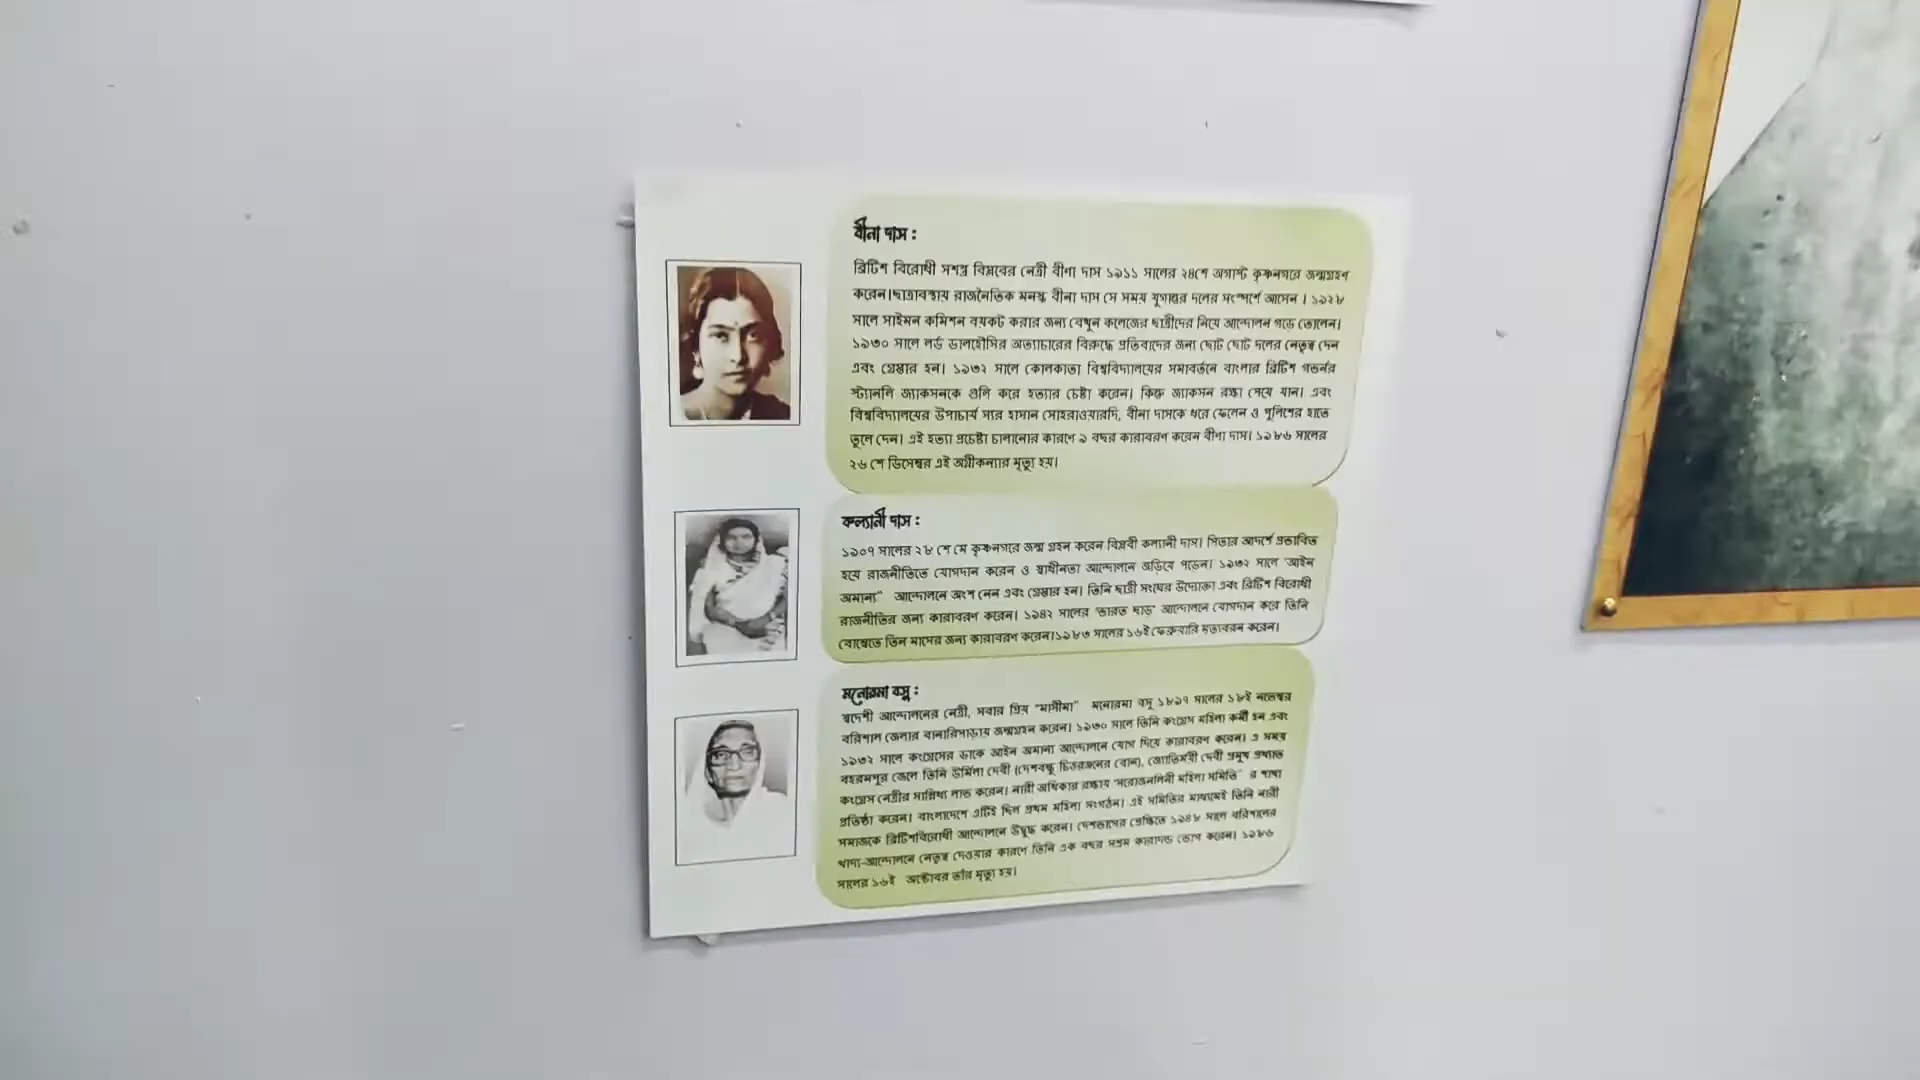 বীনা দাস :
ব্রিটিশ বিরোধী সশস্ত্র বিপ্লবের নেত্রী বীণা দাস ১৯১১ সালের ২৪শে অগাস্ট কৃষ্ণনগরে জন্মগ্রহণ
করেন।ছাত্রাবস্থায় রাজনৈতিক মনস্ক বীনা দাস সে সময় যুগান্তর দলের সংস্পর্শে আসেন । ১৯২৮
সালে সাইমন কমিশন বয়কট করার জন্য বেথুন কলেজের ছাত্রীদের নিয়ে আন্দোলন গড়ে তোলেন।
১৯৩০ সালে লর্ড ডালহৌসির অত্যাচারের বিরুদ্ধে প্রতিবাদের জন্য ছোট ছোট দলের নেতৃত্ব দেন
এবং গ্রেপ্তার হন। ১৯৩২ সালে কোলকাতা বিশ্ববিদ্যালয়ের সমাবর্তনে বাংলার ব্রিটিশ গভর্নর
স্ট্যানলি জ্যাকসনকে গুলি করে হত্যার চেষ্টা করেন। কিন্তু জ্যাকসন রক্ষা পেয়ে যান। এবং
বিশ্ববিদ্যালয়ের উপাচার্য স্যর হাসান সোহরাওয়ারদি, বীনা দাসকে ধরে ফেলেন ও পুলিশের হাতে
তুলে দেন। এই হত্যা প্রচেষ্টা চালানোর কারণে ৯ বছর কারাবরণ করেন বীণা দাস। ১৯৮৬ সালের
২৬ শে ডিসেম্বর এই অগ্নীকন্যার মৃত্যু হয়।
কল্যানী দাস :
১৯০৭ সালের ২৮ শে মে কৃষ্ণনগরে জন্ম গ্রহন করেন বিপ্লবী কল্যানী দাস। পিতার আদর্শে প্রভাবিত
হয়ে রাজনীতিতে যোগদান করেন ও স্বাধীনতা আন্দোলনে জড়িয়ে পড়েন। ১৯৩২ সালে "আইন
অমান্য" আন্দোলনে অংশ নেন এবং গ্রেপ্তার হন। তিনি ছাত্রী সংঘের উদ্যোক্তা এবং ব্রিটিশ বিরোধী
রাজনীতির জন্য কারাবরণ করেন। ১৯৪২ সালের "ভারত ছাড়" আন্দোলনে যোগদান করে তিনি
বোম্বেতে তিন মাসের জন্য কারাবরণ করেন।১৯৮৩ সালের ১৬ই ফেব্রুয়ারি মৃত্যুবরন করেন।
মনোরমা বসু :
স্বদেশী আন্দোলনের নেত্রী, সবার প্রিয় "মাসীমা" মনোরমা বসু ১৮৯৭ সালের ১৮ই নভেম্বর
বরিশাল জেলার বানারিপাড়ায় জন্মগ্রহন করেন। ১৯৩০ সালে তিনি কংগ্রেস মহিলা কর্মী হন এবং
১৯৩২ সালে কংগ্রেসের ডাকে আইন অমান্য আন্দোলনে যোগ দিয়ে কারাবরণ করেন। এ সময়
বহরমপুর জেলে তিনি উর্মিলা দেবী (দেশবন্ধু চিত্তরঞ্জনের বোন), জ্যোতির্ময়ী দেবী প্রমুখ প্রখ্যাত
কংগ্রেস নেত্রীর সান্নিধ্য লাভ করেন। নারী অধিকার রক্ষায় "সরোজনলিনী মহিলা সমিতি" র শাখা
প্রতিষ্ঠা করেন। বাংলাদেশে এটিই ছিল প্রথম মহিলা সংগঠন। এই সমিতির মাধ্যমেই তিনি নারী
সমাজকে ব্রিটিশবিরোধী আন্দোলনে উদ্বুদ্ধ করেন। দেশভাগের প্রেক্ষিতে ১৯৪৮ সালে বরিশালের
খাদ্য-আন্দোলনে নেতৃত্ব দেওয়ার কারণে তিনি এক বছর সশ্রম কারাদন্ড ভোগ করেন। ১৯৮৬
সালের ১৬ই অক্টোবর তাঁর মৃত্যু হয়।